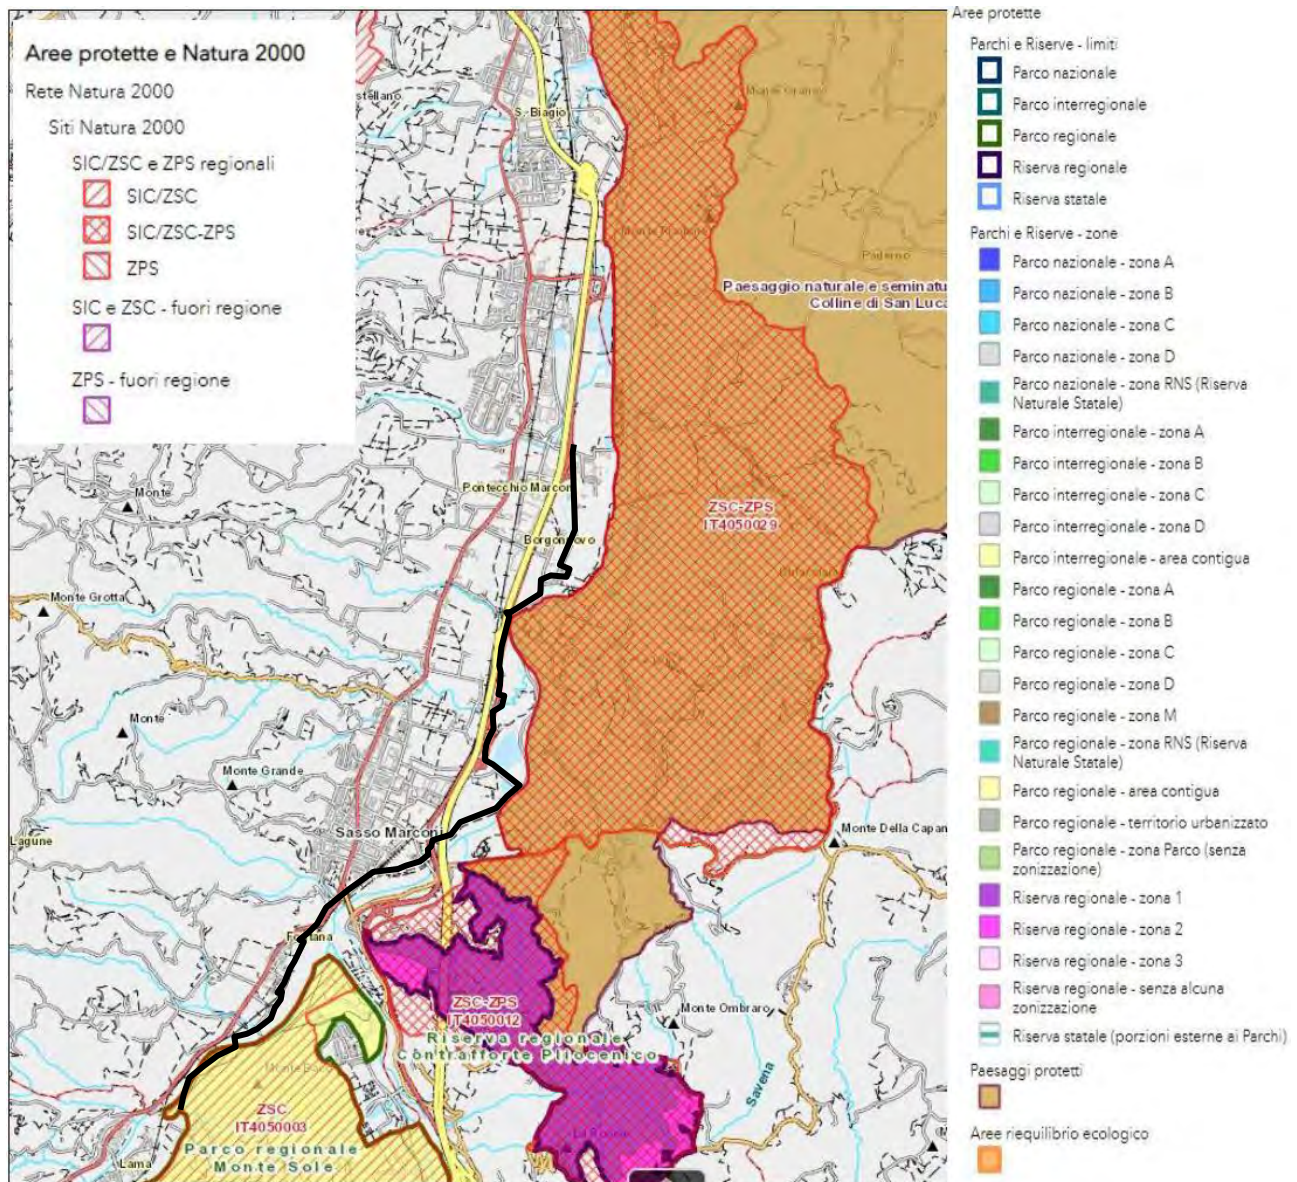 Aree protette e Natura 2000
Rete Natura 2000
Siti Natura 2000
SIC/ZSC e ZPS regionali
SIC/ZSC
SIC/ZSC-ZPS
ZPS
SIC e ZSC - fuori regione
ZPS - fuori regione
stellano
S. Biagio
Paderno
Paesaggio naturale e seminatu
Colline di San Luca
ZSC-ZPS
IT4050029
Pontecchio Marcon
Borgonuovo
Monte
Monte Grotta
Monte
Monte Grande
Sasso Marconi
Lagune
Monte Della Capan
Fontana
ZSC-ZPS
IT4050012
Riserva regionale
Contrafforte Pliocenico
Monte Ombraro
Savena
ZSC
IT4050003
Parco regionale
Monte Sole
Lama
Aree protette
Parchi e Riserve - limiti
Parco nazionale
Parco interregionale
Parco regionale
Riserva regionale
Riserva statale
Parchi e Riserve - zone
Parco nazionale - zona A
Parco nazionale - zona B
Parco nazionale - zona C
Parco nazionale - zona D
Parco nazionale - zona RNS (Riserva
Naturale Statale)
Parco interregionale - zona A
Parco interregionale - zona B
Parco interregionale - zona C
Parco interregionale - zona D
Parco interregionale - area contigua
Parco regionale - zona A
Parco regionale - zona B
Parco regionale - zona C
Parco regionale - zona D
Parco regionale - zona M
Parco regionale - zona RNS (Riserva
Naturale Statale)
Parco regionale - area contigua
Parco regionale - territorio urbanizzato
Parco regionale - zona Parco (senza
zonizzazione)
Riserva regionale - zona 1
Riserva regionale - zona 2
Riserva regionale - zona 3
Riserva regionale - senza alcuna
zonizzazione
Riserva statale (porzioni esterne ai Parchi)
Paesaggi protetti
Aree riequilibrio ecologico